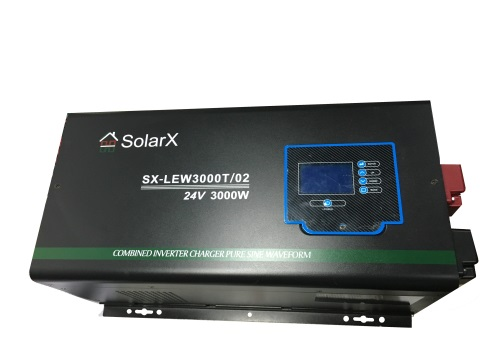 SolarX
SX-LEW3000T/02
24V 3000W
COMBINED INVERTER CHARGER PURE SINE WAVEFORM